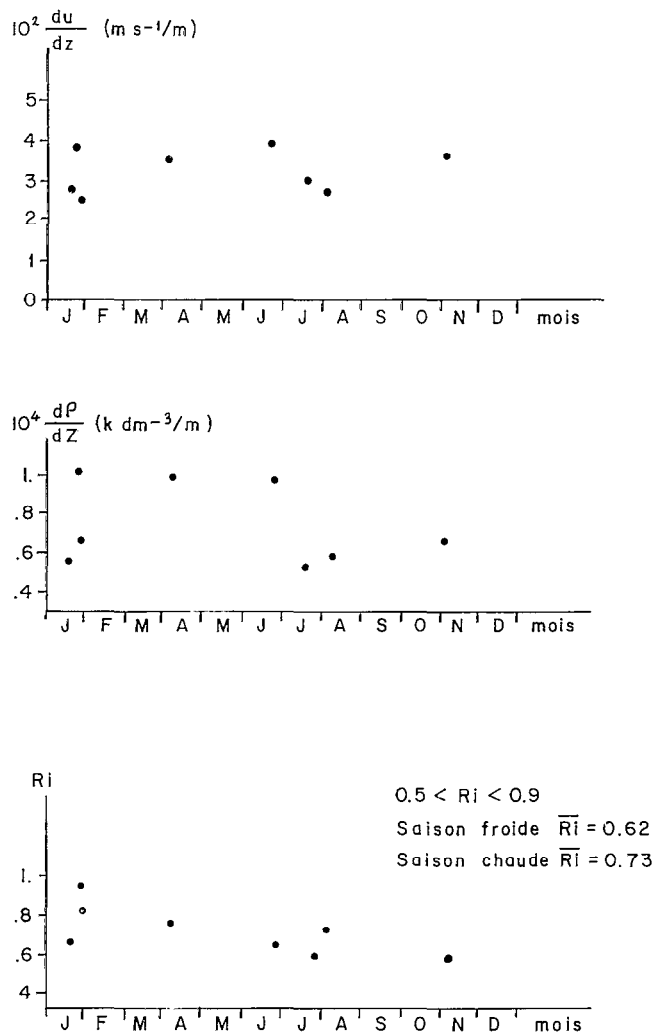 10² du/dz (m s-1/m)
5
4
3
2
1
0
J F M A M J J A S O N D mois
10⁴ dρ/dz (k dm-3/m)
1.
.8
.6
.4
J F M A M J J A S O N D mois
Ri
0.5 < Ri < 0.9
Saison froide R̅i̅ = 0.62
Saison chaude R̅i̅ = 0.73
1.
.8
.6
.4
J F M A M J J A S O N D mois